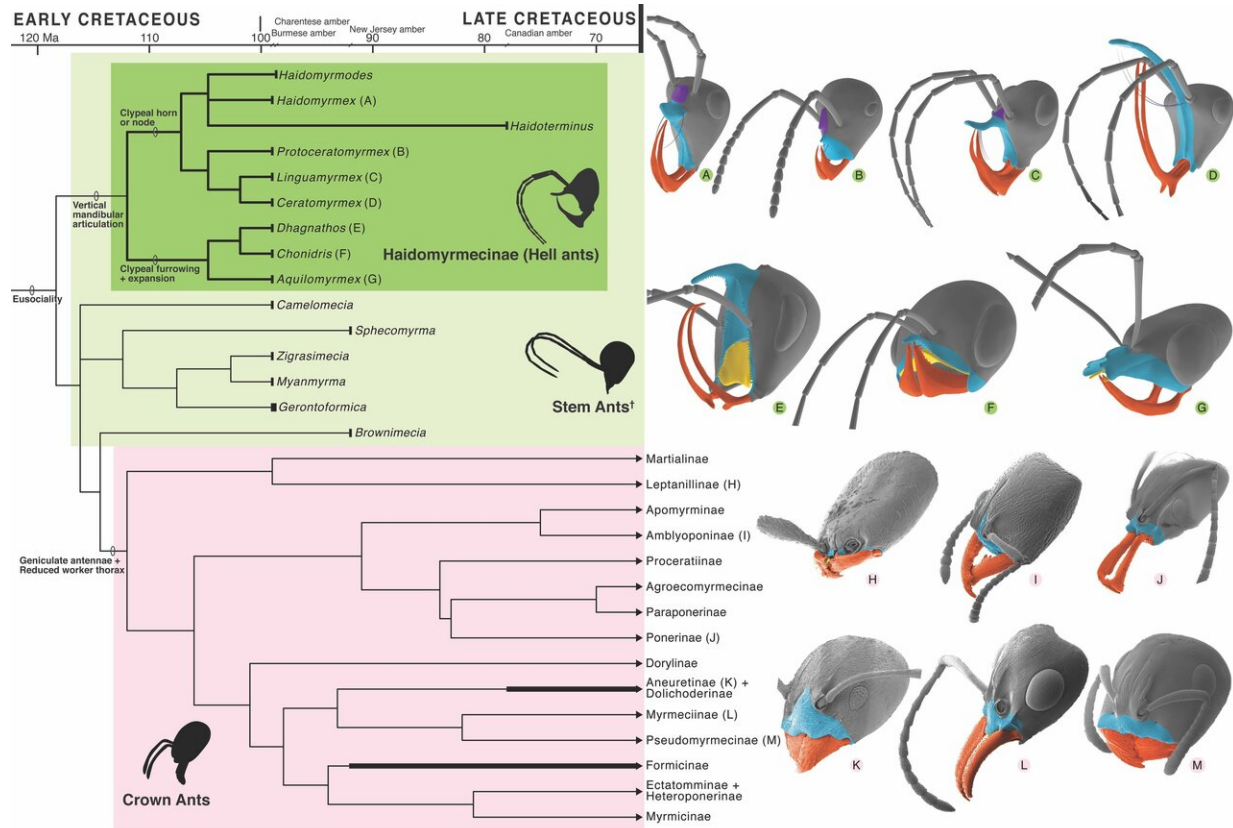 EARLY CRETACEOUS
LATE CRETACEOUS
Charentese amber
Burmese amber
New Jersey amber
Canadian amber
120 Ma
110
100
90
80
70
Haidomyrmodes
Clypeal horn
or node
Haidomyrmex (A)
Haidoterminus
Protoceratomyrmex (B)
Linguamyrmex (C)
Vertical
mandibular
articulation
Ceratomyrmex (D)
Dhagnathos (E)
Chonidris (F)
Haidomyrmecinae (Hell ants)
Clypeal furrowing
+ expansion
Aquilomyrmex (G)
Eusociality
Camelomecia
Sphecomyrma
Zigrasimecia
Myanmyrma
Stem Ants†
Gerontoformica
Brownimecia
Martialinae
Leptanillinae (H)
Apomyrminae
Amblyoponinae (I)
Geniculate antennae +
Reduced worker thorax
Proceratiinae
Agroecomyrmecinae
Paraponerinae
Ponerinae (J)
Dorylinae
Aneuretinae (K) +
Dolichoderinae
Myrmeciinae (L)
Pseudomyrmecinae (M)
Formicinae
Ectatomminae +
Heteroponerinae
Myrmicinae
Crown Ants
A
B
C
D
E
F
G
H
I
J
K
L
M